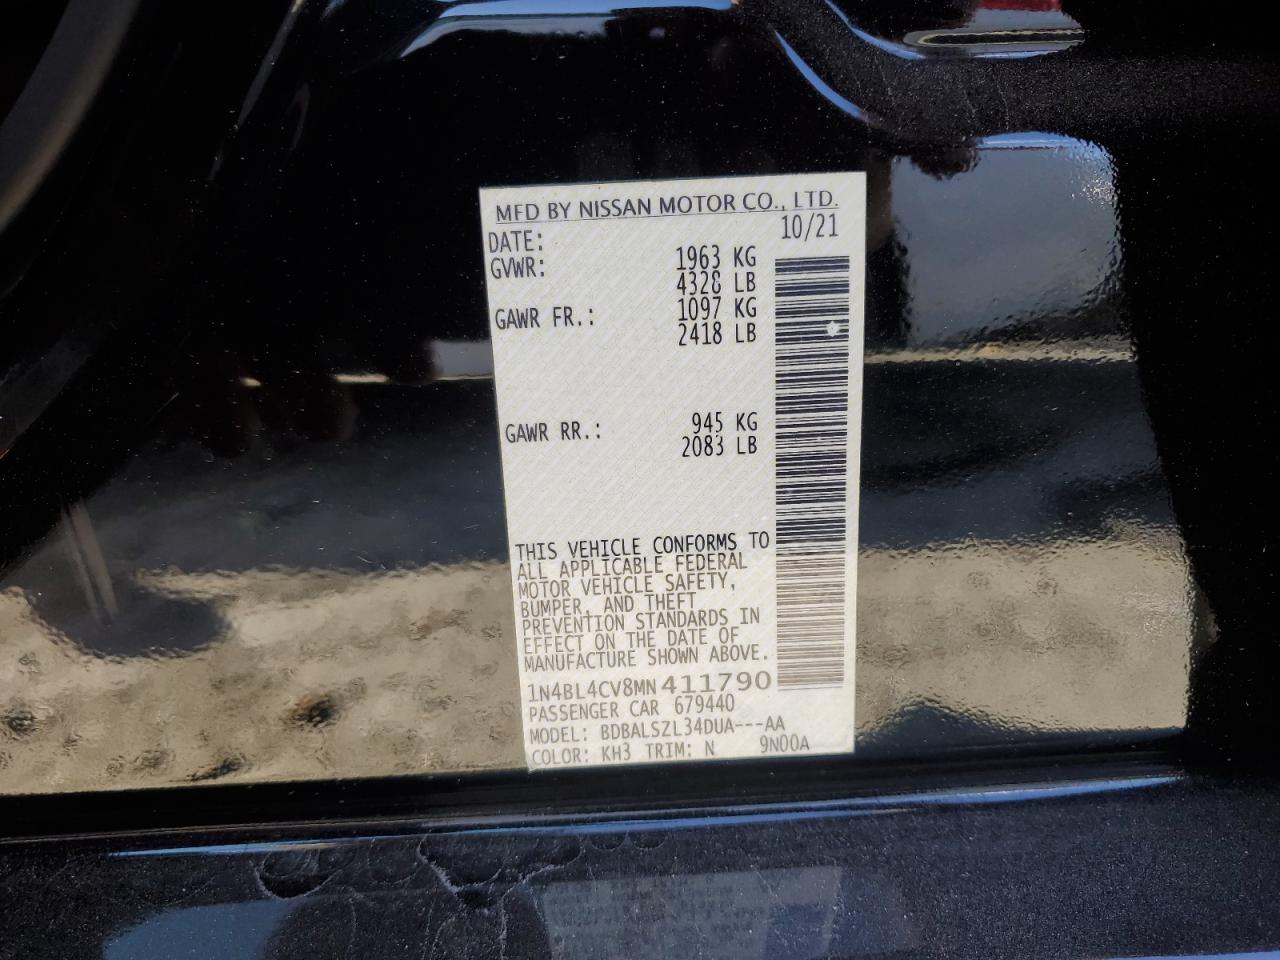 MFD BY NISSAN MOTOR CO., LTD.
DATE: 10/21
GVWR: 1963 KG
4328 LB
GAWR FR.: 1097 KG
2418 LB
GAWR RR.: 945 KG
2083 LB
THIS VEHICLE CONFORMS TO
ALL APPLICABLE FEDERAL
MOTOR VEHICLE SAFETY,
BUMPER, AND THEFT
PREVENTION STANDARDS IN
EFFECT ON THE DATE OF
MANUFACTURE SHOWN ABOVE.
1N4BL4CV8MN411790
PASSENGER CAR 679440
MODEL: BDBALSZL34DUA---AA
COLOR: KH3 TRIM: N 9N00A